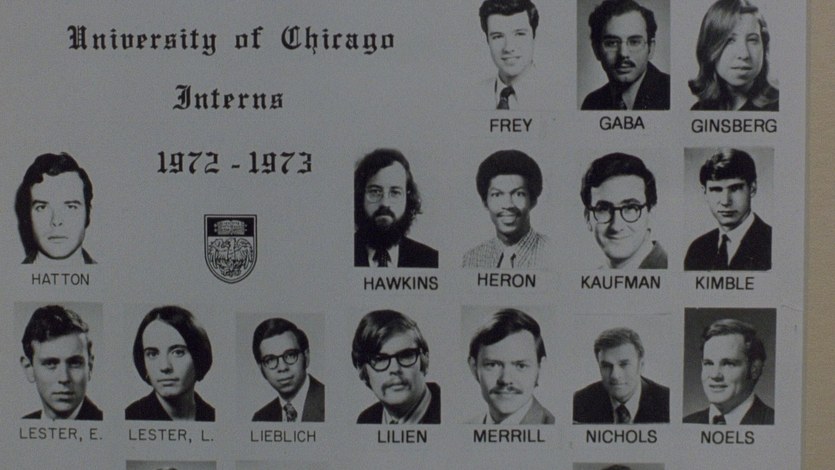 University of Chicago
Interns
1972 - 1973
FREY GABA GINSBERG
HATTON HAWKINS HERON KAUFMAN KIMBLE
LESTER, E. LESTER, L. LIEBLICH LILIEN MERRILL NICHOLS NOELS